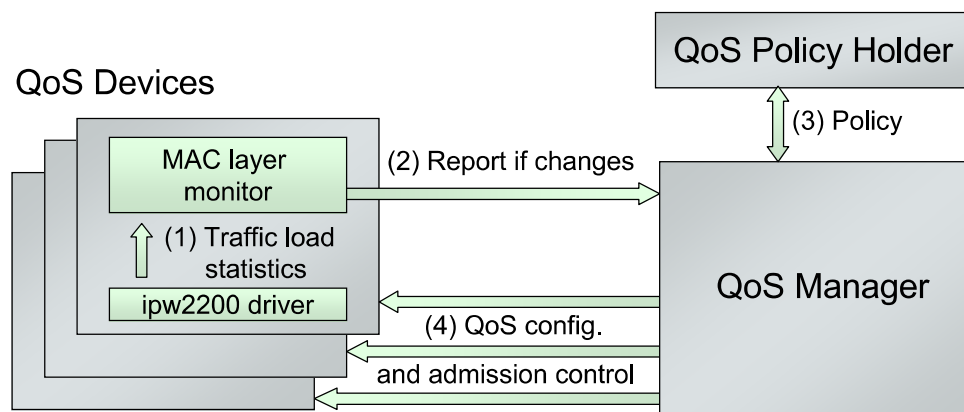 QoS Policy Holder
QoS Devices
(3) Policy
MAC layer
monitor
(2) Report if changes
(1) Traffic load
statistics
QoS Manager
ipw2200 driver
(4) QoS config.
and admission control